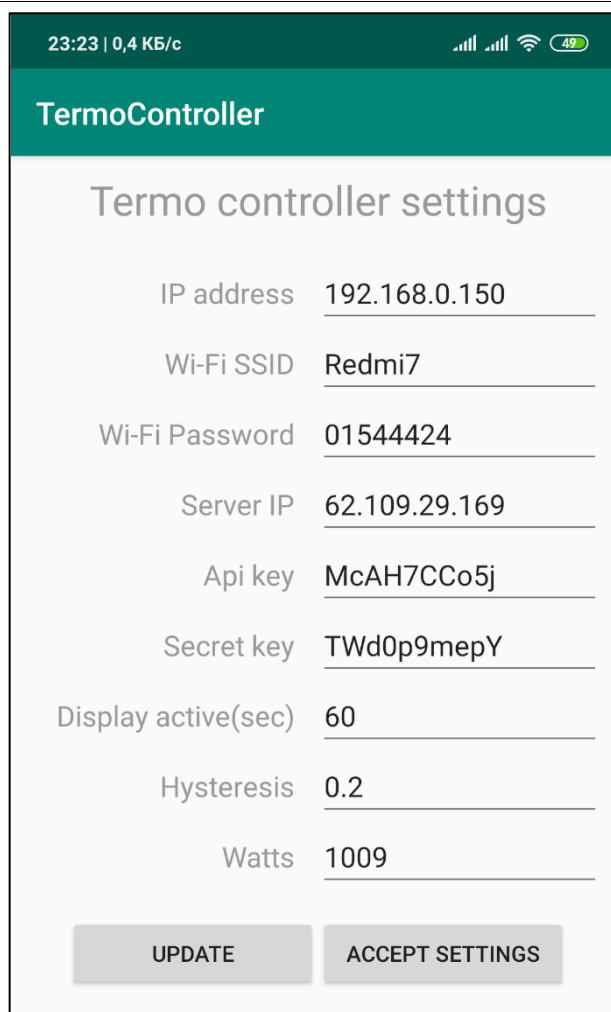 23:23 | 0,4 КБ/с 49
TermoController
Termo controller settings
IP address 192.168.0.150
Wi-Fi SSID Redmi7
Wi-Fi Password 01544424
Server IP 62.109.29.169
Api key McAH7CCo5j
Secret key TWd0p9mepY
Display active(sec) 60
Hysteresis 0.2
Watts 1009
UPDATE ACCEPT SETTINGS